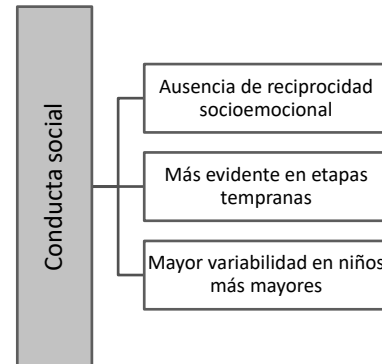 Conducta social
Ausencia de reciprocidad
socioemocional
Más evidente en etapas
tempranas
Mayor variabilidad en niños
más mayores